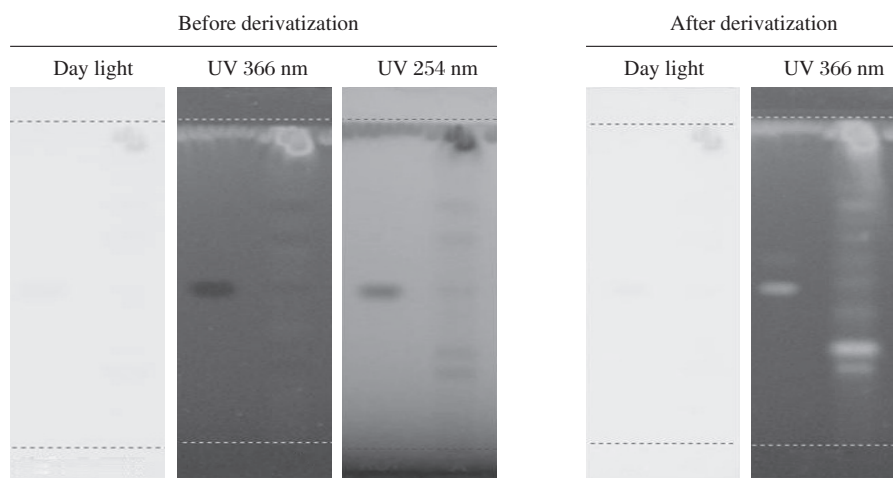 Before derivatization
After derivatization
Day light
UV 366 nm
UV 254 nm
Day light
UV 366 nm